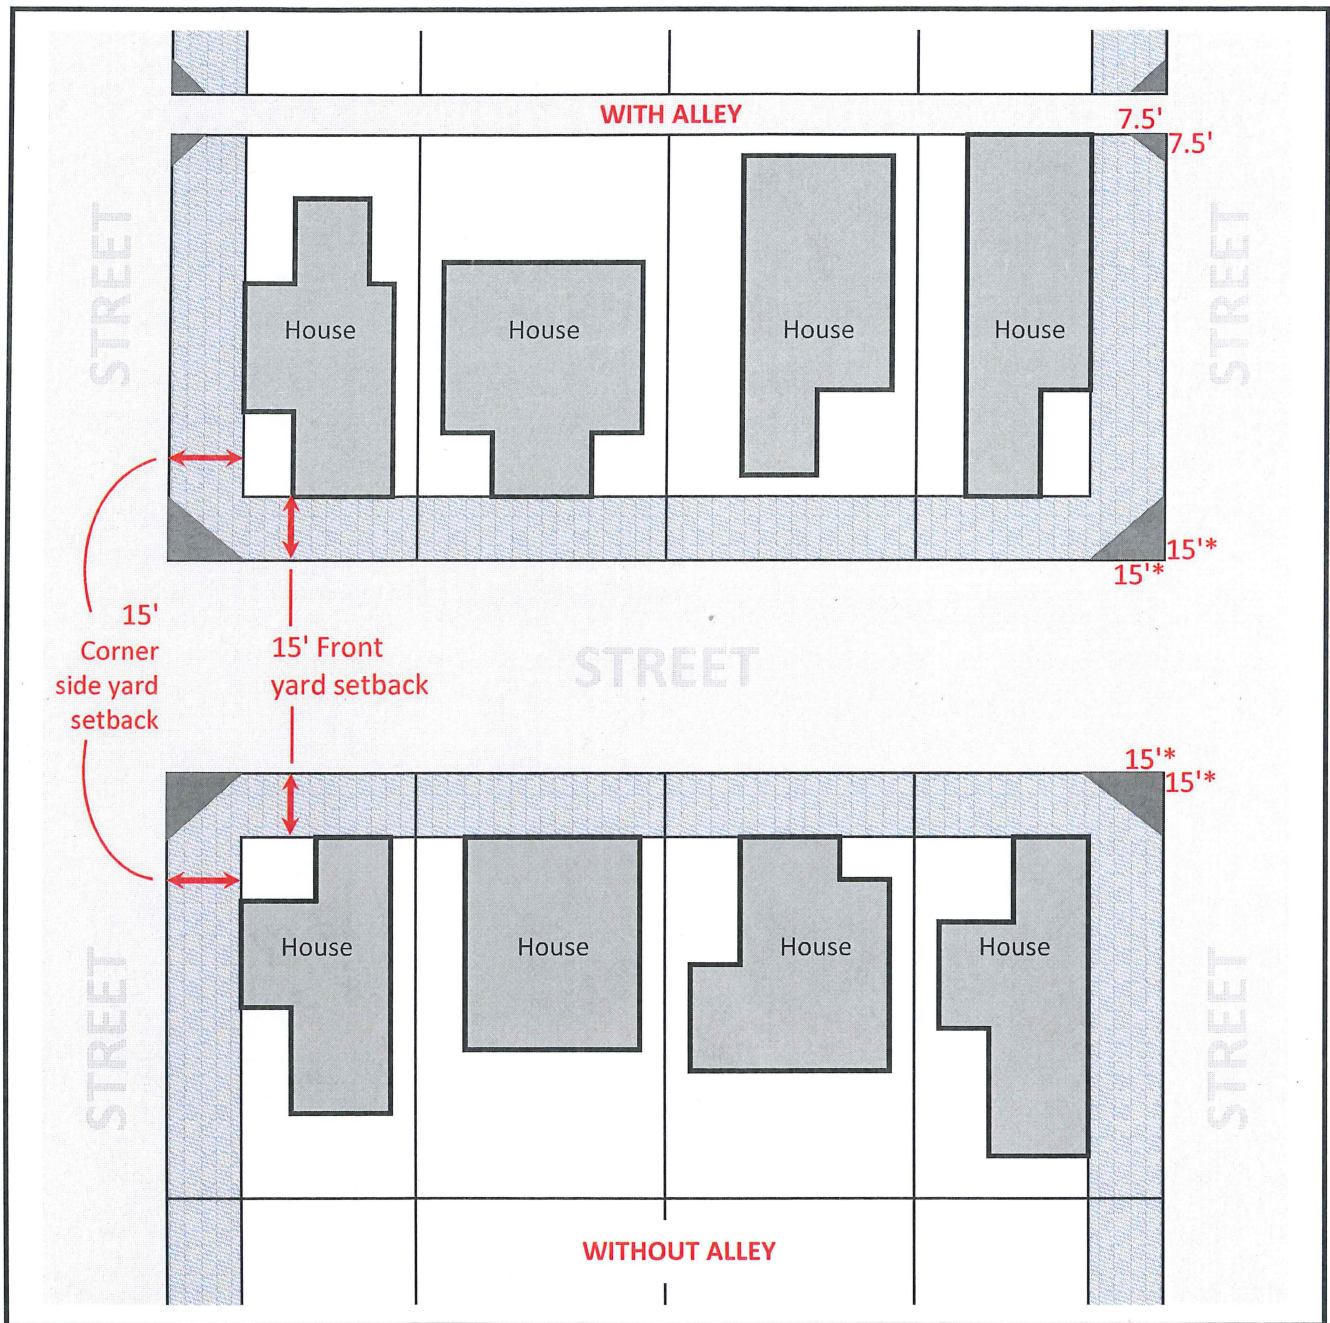 WITH ALLEY
7.5'
7.5'
STREET
STREET
House
House
House
House
15'*
15'*
15'
Corner
side yard
setback
15' Front
yard setback
STREET
15'*
15'*
House
House
House
House
STREET
STREET
WITHOUT ALLEY